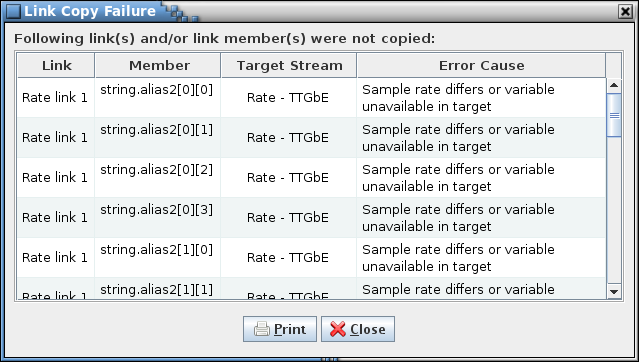 Link Copy Failure
Following link(s) and/or link member(s) were not copied:
Link Member Target Stream Error Cause
Rate link 1 string.alias2[0][0] Rate - TTGbE Sample rate differs or variable
unavailable in target
Rate link 1 string.alias2[0][1] Rate - TTGbE Sample rate differs or variable
unavailable in target
Rate link 1 string.alias2[0][2] Rate - TTGbE Sample rate differs or variable
unavailable in target
Rate link 1 string.alias2[0][3] Rate - TTGbE Sample rate differs or variable
unavailable in target
Rate link 1 string.alias2[1][0] Rate - TTGbE Sample rate differs or variable
unavailable in target
Rate link 1 string.alias2[1][1] Rate - TTGbE Sample rate differs or variable
Print Close